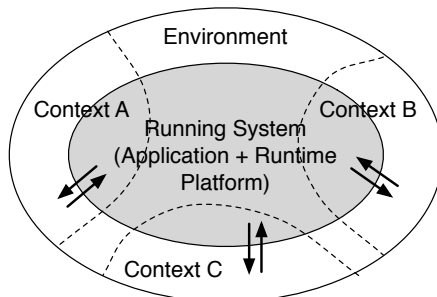 Environment
Context A
Context B
Running System
(Application + Runtime
Platform)
Context C